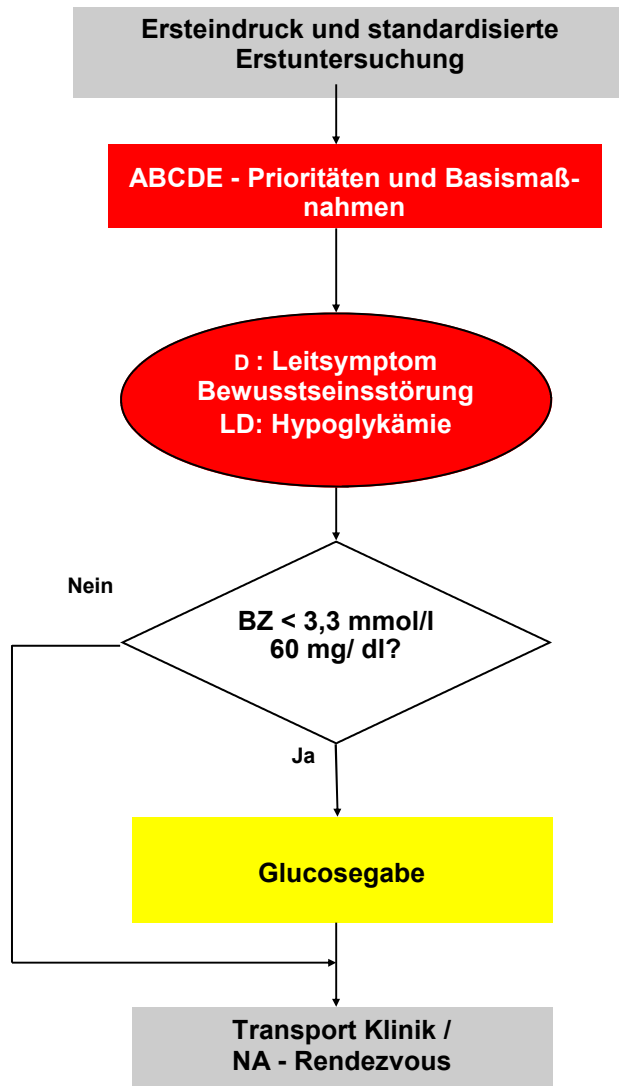 Ersteindruck und standardisierte
Erstuntersuchung
ABCDE - Prioritäten und Basismaß-
nahmen
D : Leitsymptom
Bewusstseinsstörung
LD: Hypoglykämie
Nein
BZ < 3,3 mmol/l
60 mg/ dl?
Ja
Glucosegabe
Transport Klinik /
NA - Rendezvous